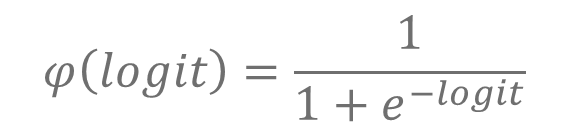 φ(logit) = 1 / (1 + e^{-logit})